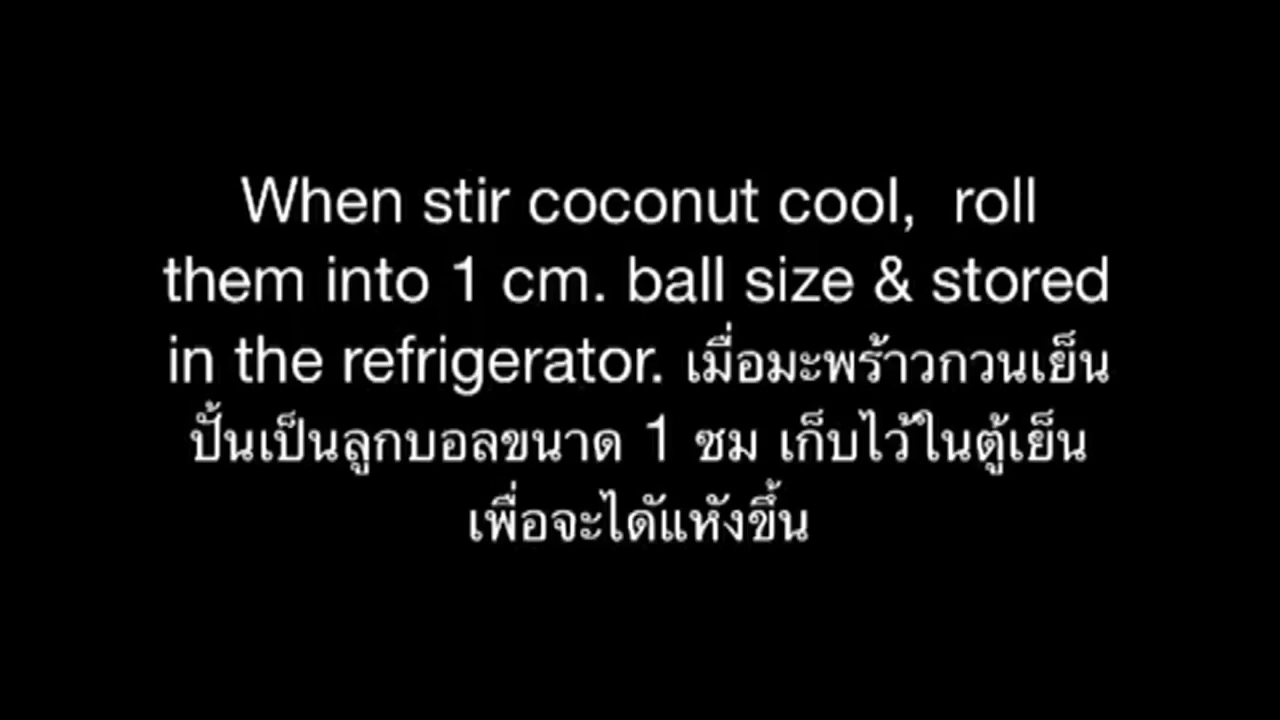 When stir coconut cool,  roll
them into 1 cm. ball size & stored
in the refrigerator. เมื่อมะพร้าวกวนเย็น
ปั้นเป็นลูกบอลขนาด 1 ซม เก็บไว้ในตู้เย็น
เพื่อจะได้แห้งขึ้น